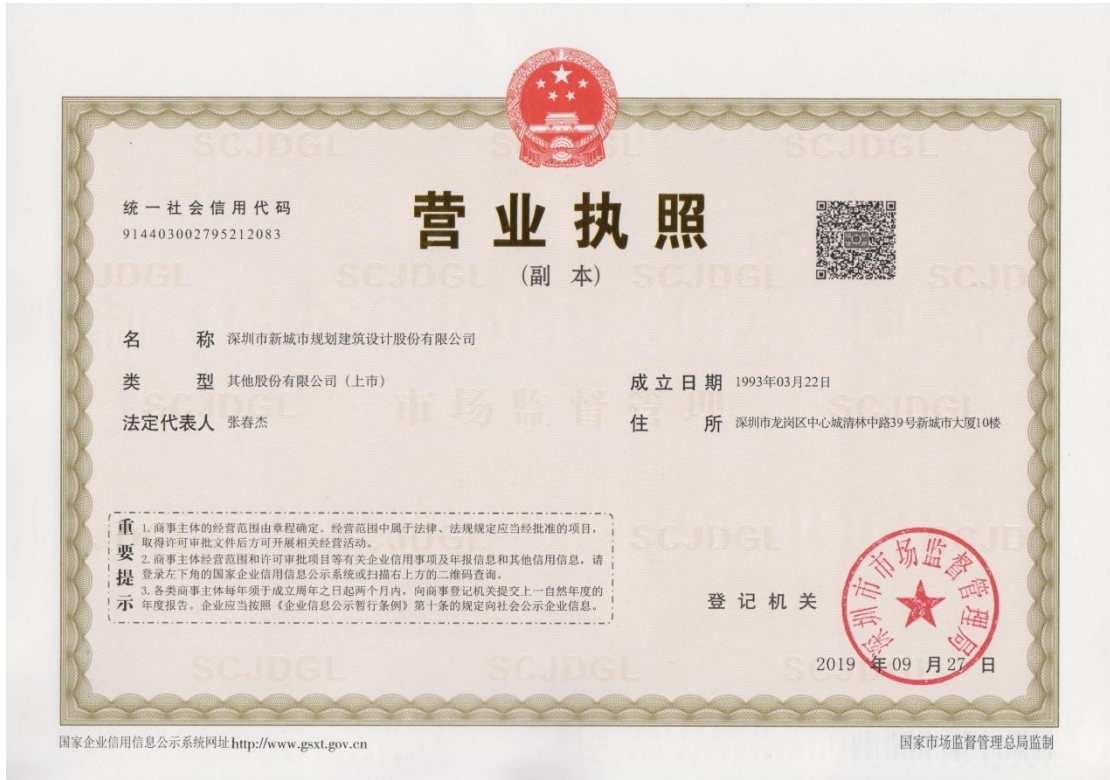 统一社会信用代码
914403002795212083
营业执照
(副 本)
名 称 深圳市新城市规划建筑设计股份有限公司
类 型 其他股份有限公司（上市）
成立日期 1993年03月22日
法定代表人 张春杰
住 所 深圳市龙岗区中心城清林中路39号新城市大厦10楼
重要提示
1. 商事主体的经营范围由章程确定。经营范围中属于法律、法规规定应当经批准的项目，
取得许可审批文件后方可开展相关经营活动。
2. 商事主体经营范围和许可审批项目等有关企业信用事项及年报信息和其他信用信息，请
登录左下角的国家企业信用信息公示系统或扫描右上方的二维码查询。
3. 各类商事主体每年须于成立周年之日起两个月内，向商事登记机关提交上一自然年度的
年度报告。企业应当按照《企业信息公示暂行条例》第十条的规定向社会公示企业信息。
登记机关
深圳市市场监督管理局
2019 年 09 月 27 日
国家企业信用信息公示系统网址http://www.gsxt.gov.cn
国家市场监督管理总局监制
SCJDGL
市场监督管理